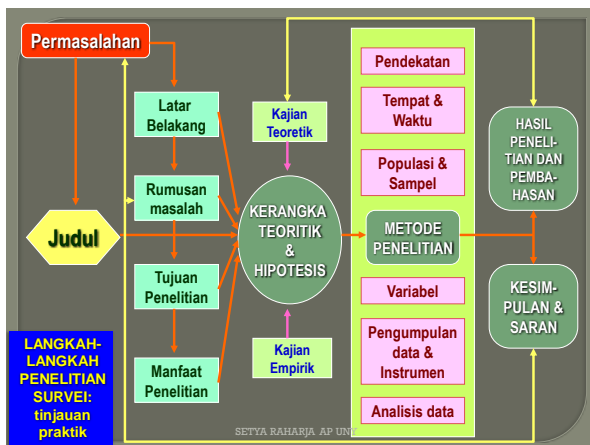 Permasalahan
Latar
Belakang
Rumusan
masalah
Tujuan
Penelitian
Manfaat
Penelitian
Judul
LANGKAH-
LANGKAH
PENELITIAN
SURVEI:
tinjauan
praktik
Kajian
Teoretik
KERANGKA
TEORITIK
&
HIPOTESIS
Kajian
Empirik
Pendekatan
Tempat &
Waktu
Populasi &
Sampel
METODE
PENELITIAN
Variabel
Pengumpulan
data &
Instrumen
Analisis data
HASIL
PENELI-
TIAN DAN
PEMBA-
HASAN
KESIM-
PULAN &
SARAN
SETYA RAHARJA AP UNY